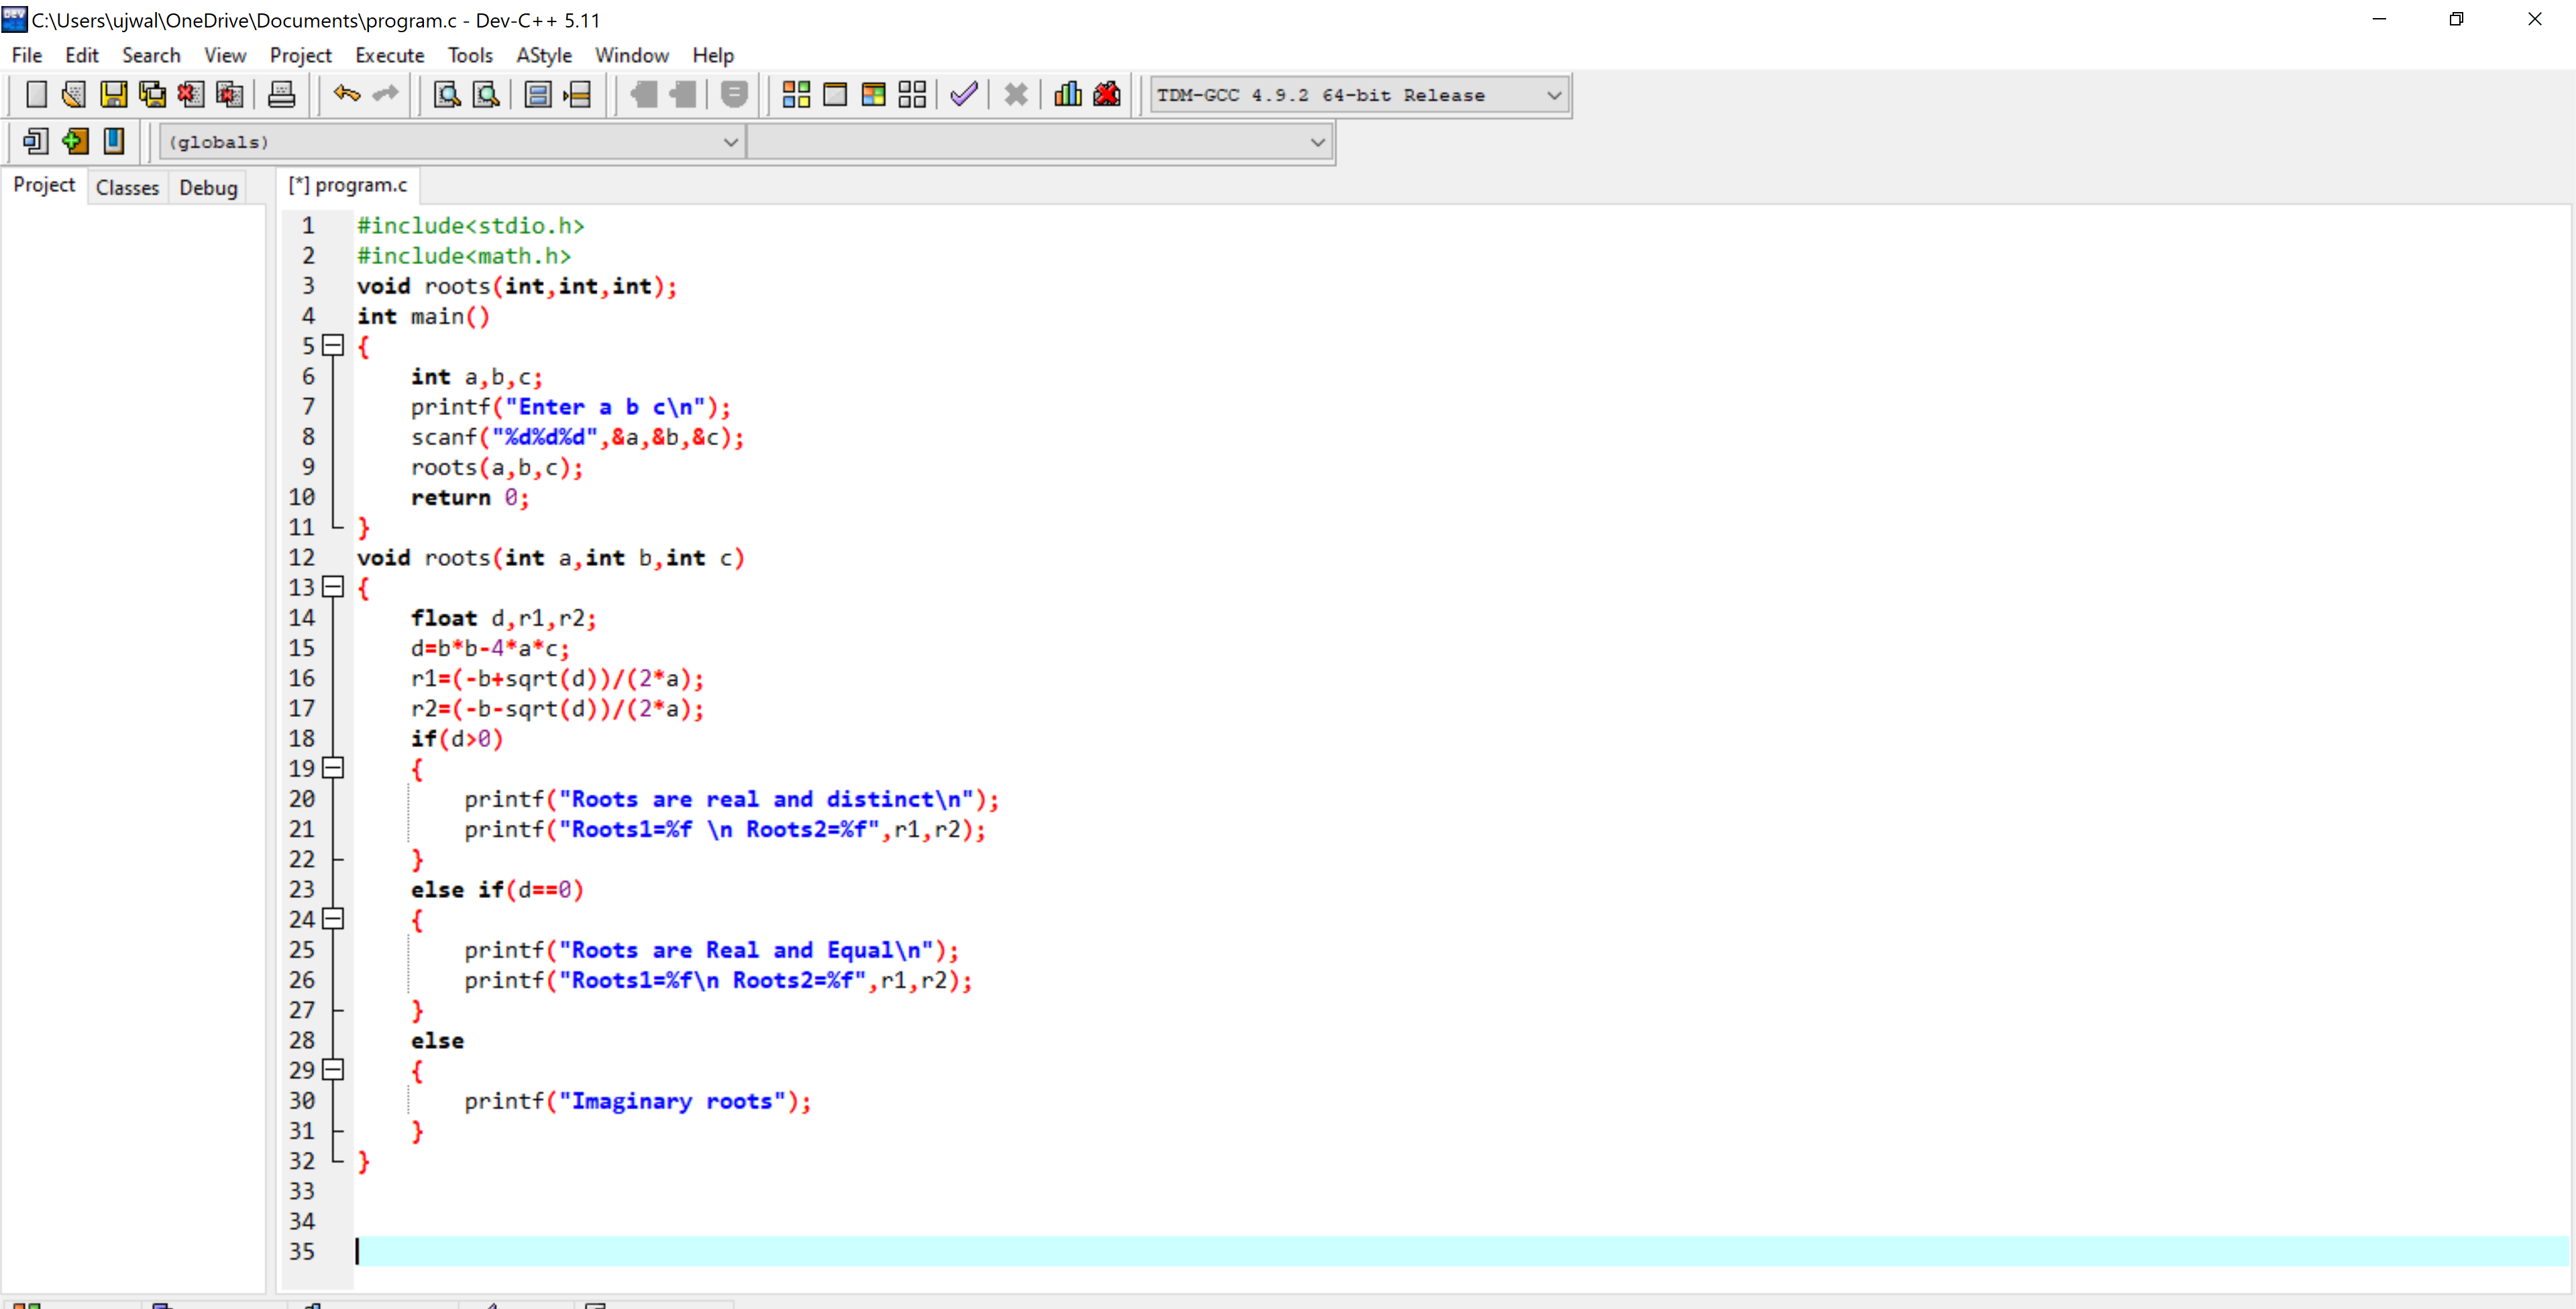 C:\Users\ujwal\OneDrive\Documents\program.c - Dev-C++ 5.11
File Edit Search View Project Execute Tools AStyle Window Help
TDM-GCC 4.9.2 64-bit Release
(globals)
Project Classes Debug
[*] program.c
1 #include<stdio.h>
2 #include<math.h>
3 void roots(int,int,int);
4 int main()
5 {
6     int a,b,c;
7     printf("Enter a b c\n");
8     scanf("%d%d%d",&a,&b,&c);
9     roots(a,b,c);
10     return 0;
11 }
12 void roots(int a,int b,int c)
13 {
14     float d,r1,r2;
15     d=b*b-4*a*c;
16     r1=(-b+sqrt(d))/(2*a);
17     r2=(-b-sqrt(d))/(2*a);
18     if(d>0)
19     {
20         printf("Roots are real and distinct\n");
21         printf("Roots1=%f \n Roots2=%f",r1,r2);
22     }
23     else if(d==0)
24     {
25         printf("Roots are Real and Equal\n");
26         printf("Roots1=%f\n Roots2=%f",r1,r2);
27     }
28     else
29     {
30         printf("Imaginary roots");
31     }
32 }
33
34
35